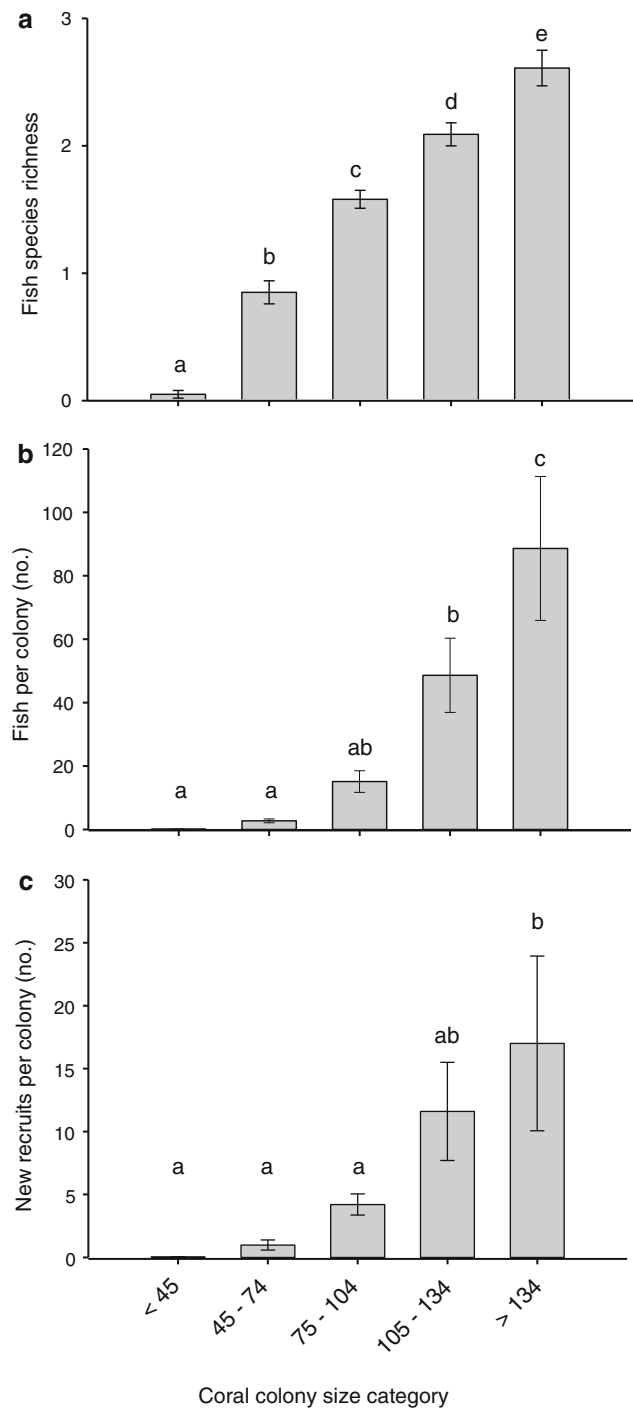 a
3
e
d
2
c
Fish species richness
b
1
a
0
b
120
c
100
80
Fish per colony (no.)
60
b
40
ab
20
a a
0
c
30
b
25
New recruits per colony (no.)
20
ab
15
10
a a a
5
0
< 45 45 - 74 75 - 104 105 - 134 > 134
Coral colony size category